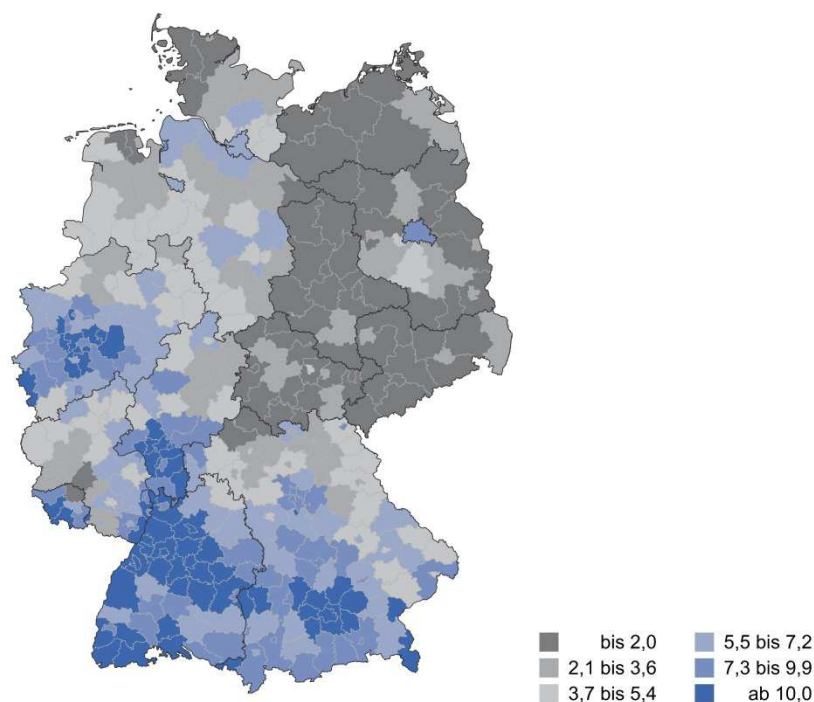 bis 2,0
2,1 bis 3,6
3,7 bis 5,4
5,5 bis 7,2
7,3 bis 9,9
ab 10,0